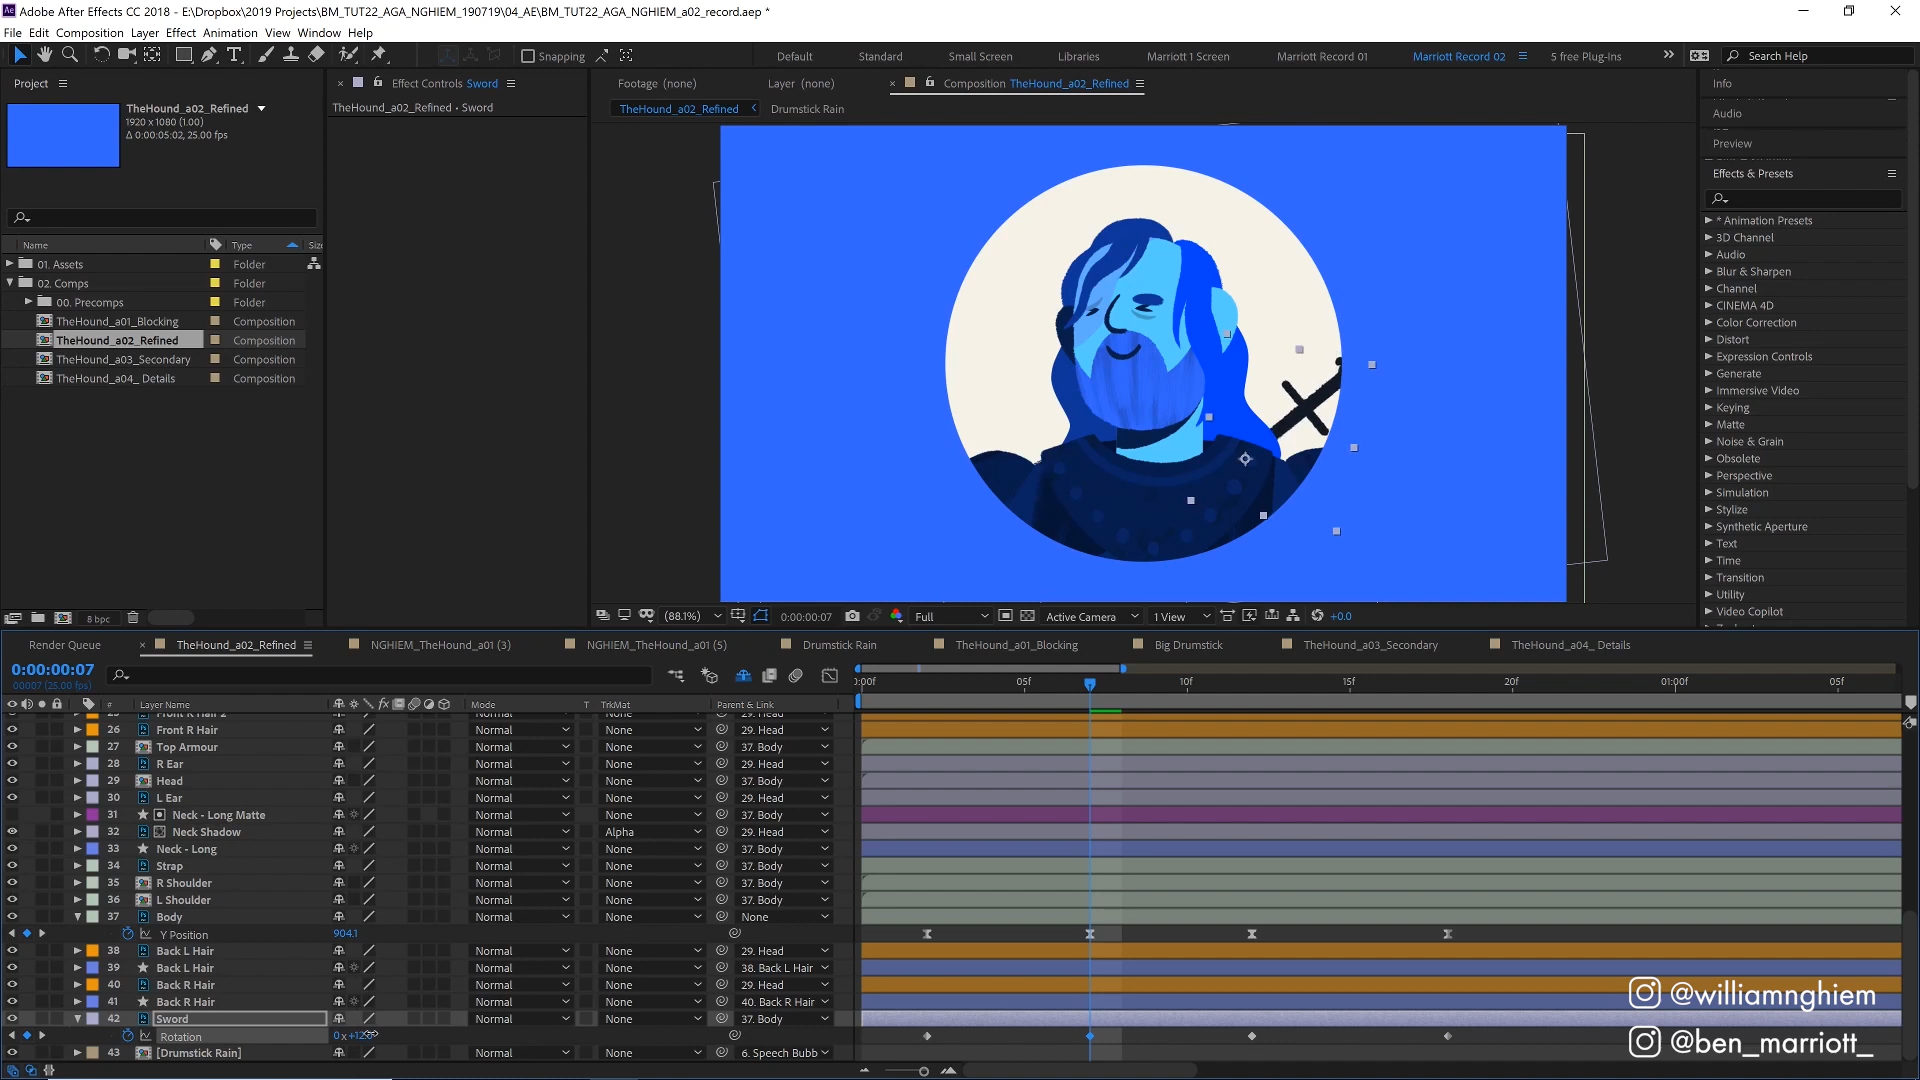 Adobe After Effects CC 2018 - E:\Dropbox\2019 Projects\BM_TUT22_AGA_NGHIEM_190719\04_AE\BM_TUT22_AGA_NGHIEM_a02_record.aep *
File Edit Composition Layer Effect Animation View Window Help
Snapping Default Standard Small Screen Libraries Marriott 1 Screen Marriott Record 01 Marriott Record 02 5 free Plug-Ins Search Help
Project
TheHound_a02_Refined
1920 x 1080 (1.00)
Δ 0:00:05:02, 25.00 fps
Name Type Size
01. Assets Folder
02. Comps Folder
00. Precomps Folder
TheHound_a01_Blocking Composition
TheHound_a02_Refined Composition
TheHound_a03_Secondary Composition
TheHound_a04_ Details Composition
8 bpc
Effect Controls Sword
TheHound_a02_Refined • Sword
Footage (none) Layer (none) Composition TheHound_a02_Refined
TheHound_a02_Refined Drumstick Rain
(88.1%) 0:00:00:07 Full Active Camera 1 View +0.0
Info
Audio
Preview
Effects & Presets
* Animation Presets
3D Channel
Audio
Blur & Sharpen
Channel
CINEMA 4D
Color Correction
Distort
Expression Controls
Generate
Immersive Video
Keying
Matte
Noise & Grain
Obsolete
Perspective
Simulation
Stylize
Synthetic Aperture
Text
Time
Transition
Utility
Video Copilot
Render Queue TheHound_a02_Refined NGHIEM_TheHound_a01 (3) NGHIEM_TheHound_a01 (5) Drumstick Rain TheHound_a01_Blocking Big Drumstick TheHound_a03_Secondary TheHound_a04_ Details
0:00:00:07
00007 (25.00 fps)
0:00f 05f 10f 15f 20f 01:00f 05f
# Layer Name Mode T TrkMat Parent & Link
25 Front R Hair 2 Normal None 29. Head
26 Front R Hair Normal None 29. Head
27 Top Armour Normal None 37. Body
28 R Ear Normal None 29. Head
29 Head Normal None 37. Body
30 L Ear Normal None 29. Head
31 Neck - Long Matte Normal None 37. Body
32 Neck Shadow Normal Alpha 29. Head
33 Neck - Long Normal None 37. Body
34 Strap Normal None 37. Body
35 R Shoulder Normal None 37. Body
36 L Shoulder Normal None 37. Body
37 Body Normal None None
Y Position 904.1
38 Back L Hair Normal None 29. Head
39 Back L Hair Normal None 38. Back L Hair
40 Back R Hair Normal None 29. Head
41 Back R Hair Normal None 40. Back R Hair
42 Sword Normal None 37. Body
Rotation 0 x
43 [Drumstick Rain] Normal None 6. Speech Bubb
@williamnghiem
@ben_marriott_